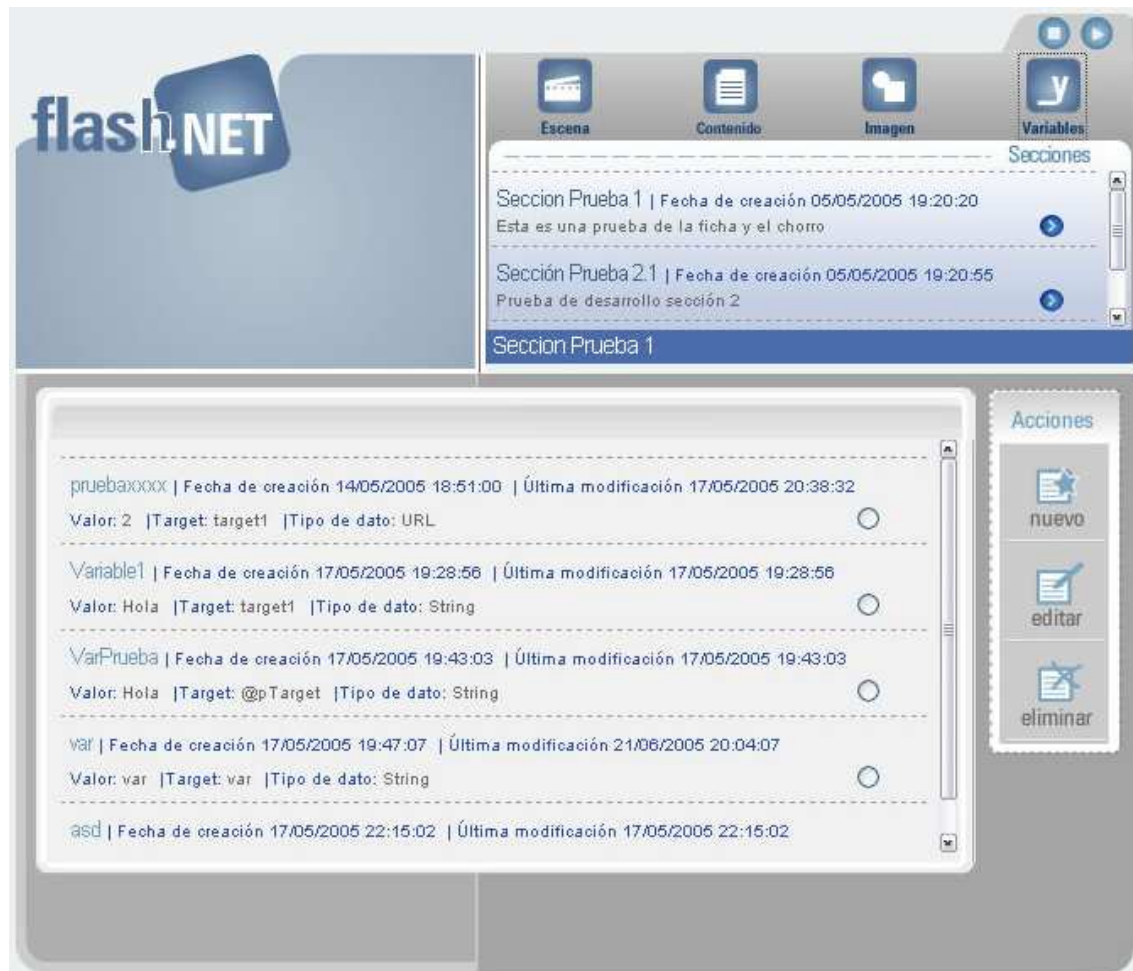 flash.NET
Escena
Contenido
Imagen
_y
Variables
Secciones
Seccion Prueba 1 | Fecha de creación 05/05/2005 19:20:20
Esta es una prueba de la ficha y el chorro
Sección Prueba 2.1 | Fecha de creación 05/05/2005 19:20:55
Prueba de desarrollo sección 2
Seccion Prueba 1
pruebaxxxx | Fecha de creación 14/05/2005 18:51:00 | Última modificación 17/05/2005 20:38:32
Valor: 2 |Target: target1 |Tipo de dato: URL
Variable1 | Fecha de creación 17/05/2005 19:28:56 | Última modificación 17/05/2005 19:28:56
Valor: Hola |Target: target1 |Tipo de dato: String
VarPrueba | Fecha de creación 17/05/2005 19:43:03 | Última modificación 17/05/2005 19:43:03
Valor: Hola |Target: @pTarget |Tipo de dato: String
var | Fecha de creación 17/05/2005 19:47:07 | Última modificación 21/06/2005 20:04:07
Valor: var |Target: var |Tipo de dato: String
asd | Fecha de creación 17/05/2005 22:15:02 | Última modificación 17/05/2005 22:15:02
Acciones
nuevo
editar
eliminar